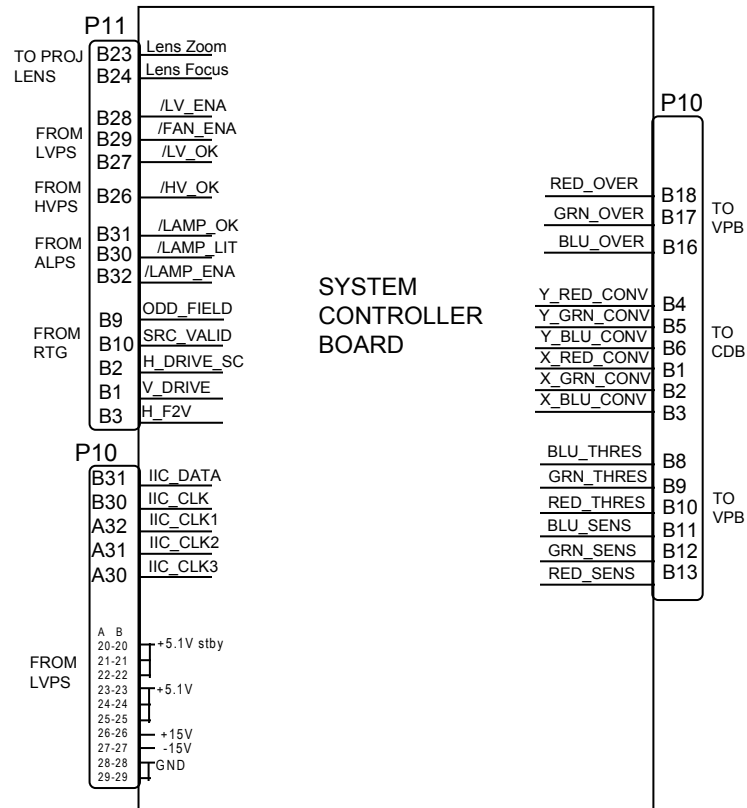 P11
TO PROJ
LENS
B23 Lens Zoom
B24 Lens Focus
FROM
LVPS
B28 /LV_ENA
B29 /FAN_ENA
B27 /LV_OK
FROM
HVPS
B26 /HV_OK
FROM
ALPS
B31 /LAMP_OK
B30 /LAMP_LIT
B32 /LAMP_ENA
FROM
RTG
B9 ODD_FIELD
B10 SRC_VALID
B2 H_DRIVE_SC
B1 V_DRIVE
B3 H_F2V
P10
B31 IIC_DATA
B30 IIC_CLK
A32 IIC_CLK1
A31 IIC_CLK2
A30 IIC_CLK3
FROM
LVPS
A B
20-20 +5.1V stby
21-21
22-22
23-23 +5.1V
24-24
25-25
26-26 +15V
27-27 -15V
28-28 GND
29-29
SYSTEM
CONTROLLER
BOARD
P10
RED_OVER B18
GRN_OVER B17
BLU_OVER B16
TO
VPB
Y_RED_CONV B4
Y_GRN_CONV B5
Y_BLU_CONV B6
X_RED_CONV B1
X_GRN_CONV B2
X_BLU_CONV B3
TO
CDB
BLU_THRES B8
GRN_THRES B9
RED_THRES B10
BLU_SENS B11
GRN_SENS B12
RED_SENS B13
TO
VPB